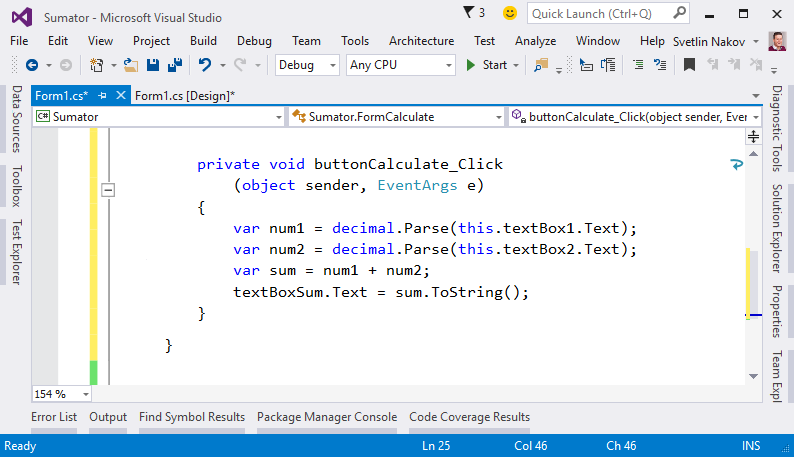 Sumator - Microsoft Visual Studio
3
Quick Launch (Ctrl+Q)
File Edit View Project Build Debug Team Tools Architecture Test Analyze Window Help Svetlin Nakov
Debug Any CPU Start
Form1.cs* Form1.cs [Design]*
C# Sumator Sumator.FormCalculate buttonCalculate_Click(object sender, Even
Data Sources
Toolbox
Test Explorer
private void buttonCalculate_Click
(object sender, EventArgs e)
{
var num1 = decimal.Parse(this.textBox1.Text);
var num2 = decimal.Parse(this.textBox2.Text);
var sum = num1 + num2;
textBoxSum.Text = sum.ToString();
}
}
Diagnostic Tools
Solution Explorer
Properties
Team Expl
154 %
Error List Output Find Symbol Results Package Manager Console Code Coverage Results
Ready Ln 25 Col 46 Ch 46 INS